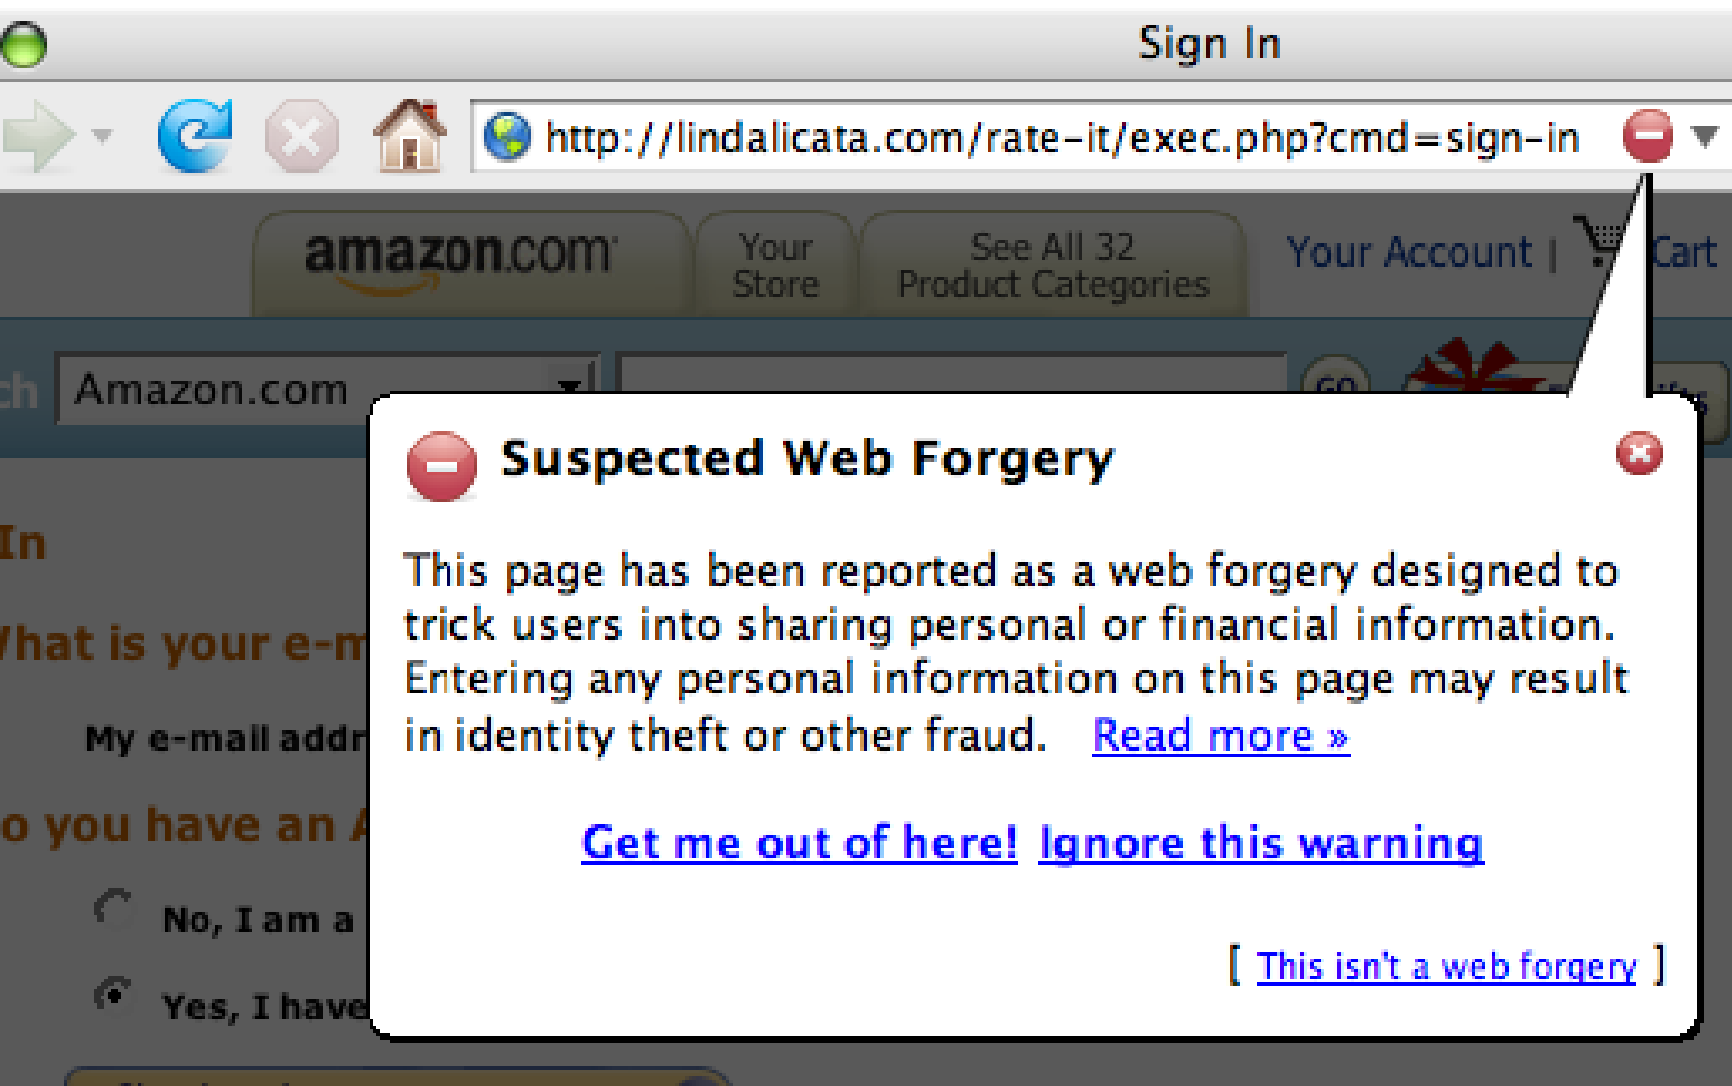 Sign In
http://lindalicata.com/rate-it/exec.php?cmd=sign-in
amazon.com
Your
Store
See All 32
Product Categories
Your Account |
Cart
ch
Amazon.com
GO
Suspected Web Forgery
This page has been reported as a web forgery designed to
trick users into sharing personal or financial information.
Entering any personal information on this page may result
in identity theft or other fraud. Read more »
Get me out of here! Ignore this warning
[ This isn't a web forgery ]
In
What is your e-m
My e-mail addr
o you have an A
No, I am a
Yes, I have